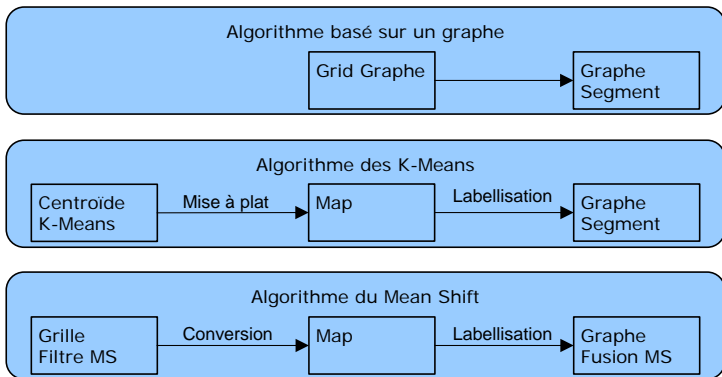 Algorithme basé sur un graphe
Grid Graphe
Graphe
Segment
Algorithme des K-Means
Centroïde
K-Means
Mise à plat
Map
Labellisation
Graphe
Segment
Algorithme du Mean Shift
Grille
Filtre MS
Conversion
Map
Labellisation
Graphe
Fusion MS